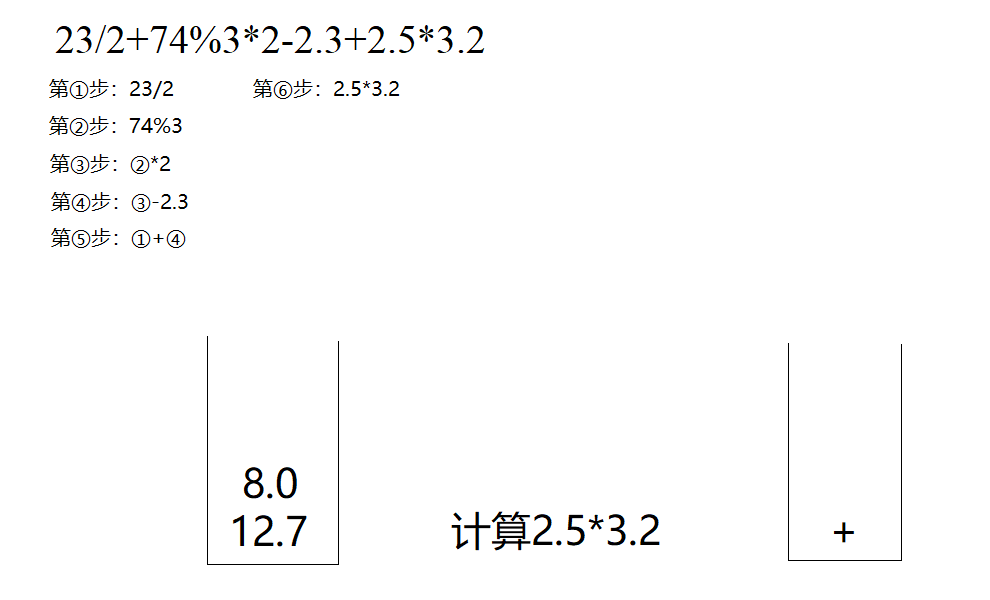 23/2+74%3*2-2.3+2.5*3.2
第①步：23/2 第⑥步：2.5*3.2
第②步：74%3
第③步：②*2
第④步：③-2.3
第⑤步：①+④
8.0
12.7 计算2.5*3.2 +